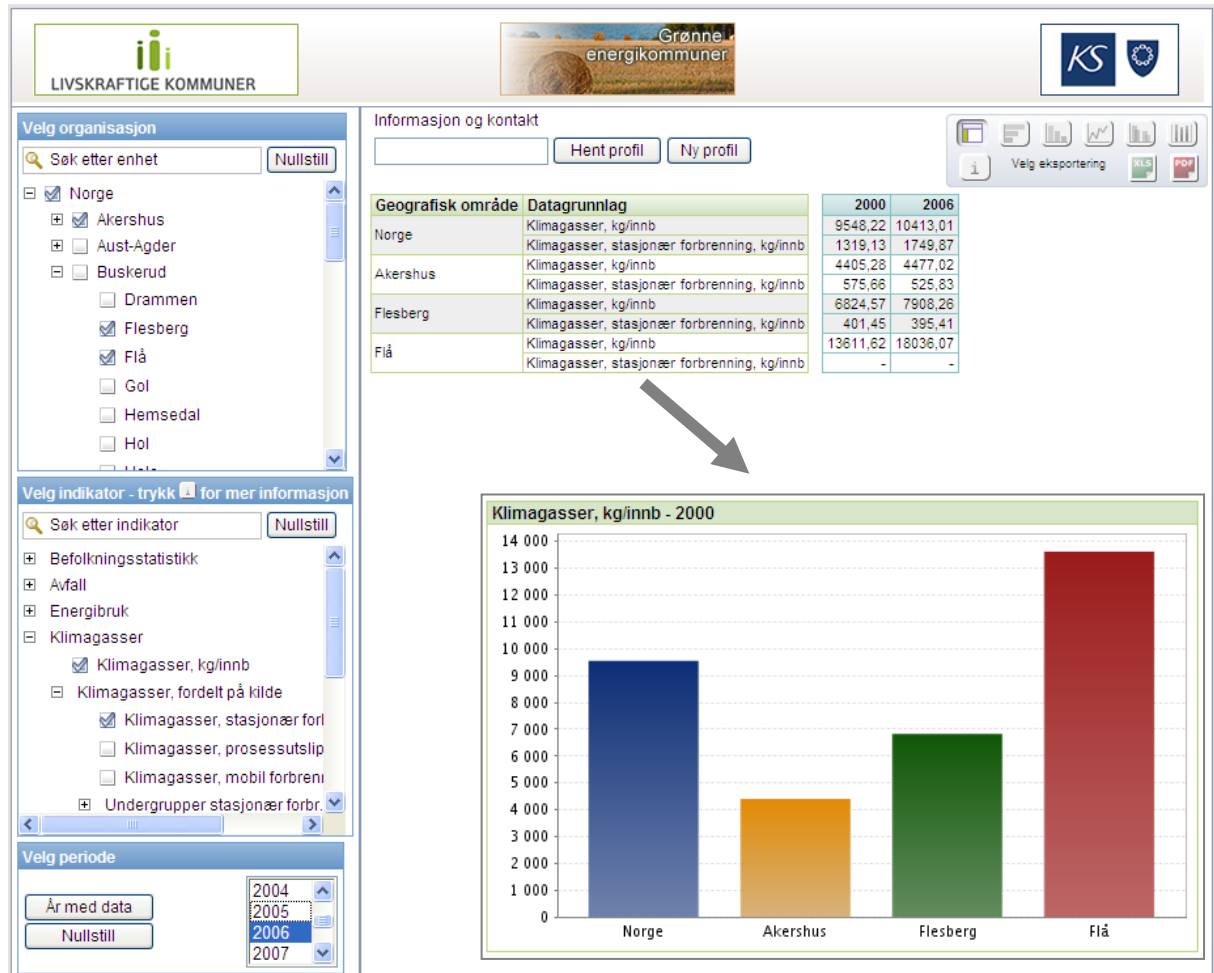 LIVSKRAFTIGE KOMMUNER
Grønne
energikommuner
KS
Velg organisasjon
Søk etter enhet
Nullstill
Norge
Akershus
Aust-Agder
Buskerud
Drammen
Flesberg
Flå
Gol
Hemsedal
Hol
Velg indikator - trykk i for mer informasjon
Søk etter indikator
Nullstill
Befolkningsstatistikk
Avfall
Energibruk
Klimagasser
Klimagasser, kg/innb
Klimagasser, fordelt på kilde
Klimagasser, stasjonær forl
Klimagasser, prosessutslip
Klimagasser, mobil forbren
Undergrupper stasjonær forbr.
Velg periode
År med data
Nullstill
2004
2005
2006
2007
Informasjon og kontakt
Hent profil
Ny profil
i
Velg eksportering
XLS
PDF
Geografisk område Datagrunnlag 2000 2006
Norge
Klimagasser, kg/innb 9548,22 10413,01
Klimagasser, stasjonær forbrenning, kg/innb 1319,13 1749,87
Akershus
Klimagasser, kg/innb 4405,28 4477,02
Klimagasser, stasjonær forbrenning, kg/innb 575,66 525,83
Flesberg
Klimagasser, kg/innb 6824,57 7908,26
Klimagasser, stasjonær forbrenning, kg/innb 401,45 395,41
Flå
Klimagasser, kg/innb 13611,62 18036,07
Klimagasser, stasjonær forbrenning, kg/innb - -
Klimagasser, kg/innb - 2000
14 000
13 000
12 000
11 000
10 000
9 000
8 000
7 000
6 000
5 000
4 000
3 000
2 000
1 000
0
Norge Akershus Flesberg Flå